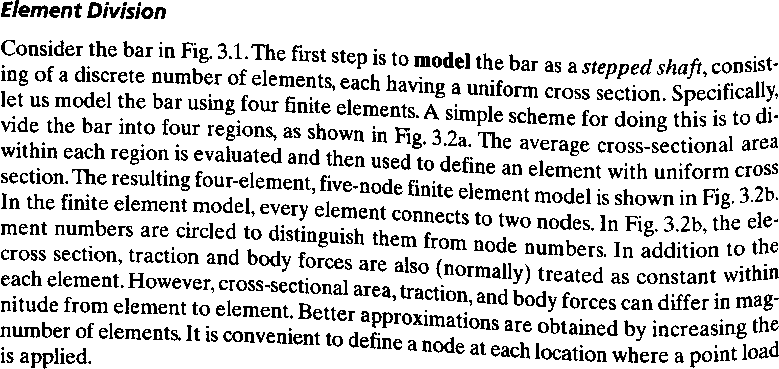 Element Division
Consider the bar in Fig. 3.1. The first step is to model the bar as a stepped shaft, consist-
ing of a discrete number of elements, each having a uniform cross section. Specifically,
let us model the bar using four finite elements. A simple scheme for doing this is to di-
vide the bar into four regions, as shown in Fig. 3.2a. The average cross-sectional area
within each region is evaluated and then used to define an element with uniform cross
section. The resulting four-element, five-node finite element model is shown in Fig. 3.2b.
In the finite element model, every element connects to two nodes. In Fig. 3.2b, the ele-
ment numbers are circled to distinguish them from node numbers. In addition to the
cross section, traction and body forces are also (normally) treated as constant within
each element. However, cross-sectional area, traction, and body forces can differ in mag-
nitude from element to element. Better approximations are obtained by increasing the
number of elements. It is convenient to define a node at each location where a point load
is applied.